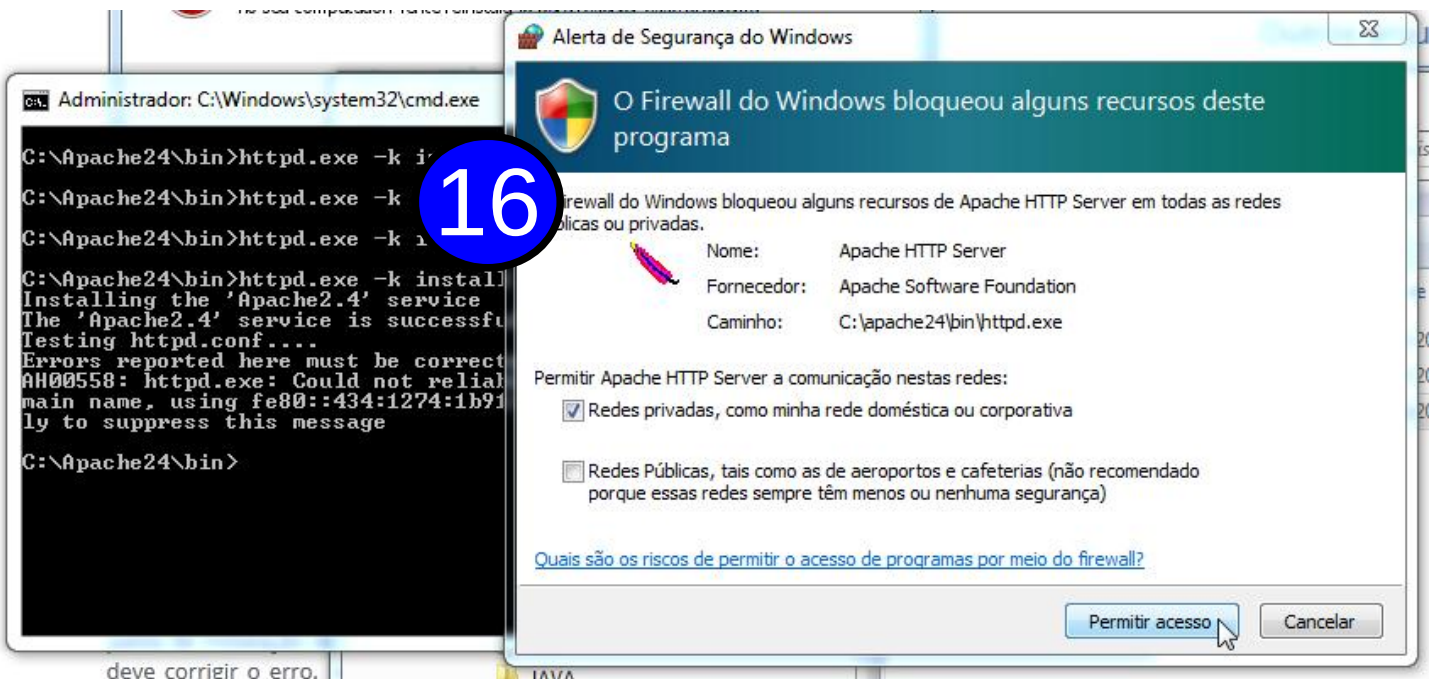 Alerta de Segurança do Windows
O Firewall do Windows bloqueou alguns recursos deste
programa
Administrador: C:\Windows\system32\cmd.exe
C:\Apache24\bin>httpd.exe -k
C:\Apache24\bin>httpd.exe -k
C:\Apache24\bin>httpd.exe -k
C:\Apache24\bin>httpd.exe -k install
Installing the 'Apache2.4' service
The 'Apache2.4' service is
Testing httpd.conf....
Errors reported here must be
AH00558: httpd.exe: Could not
main name, using fe80::434:1274:1b91
ly to suppress this message
C:\Apache24\bin>
16
do Windows bloqueou alguns recursos de Apache HTTP Server em todas as redes
ou privadas.
Nome: Apache HTTP Server
Fornecedor: Apache Software Foundation
Caminho: C:\apache24\bin\httpd.exe
Permitir Apache HTTP Server a comunicação nestas redes:
Redes privadas, como minha rede doméstica ou corporativa
Redes Públicas, tais como as de aeroportos e cafeterias (não recomendado
porque essas redes sempre têm menos ou nenhuma segurança)
Quais são os riscos de permitir o acesso de programas por meio do firewall?
Permitir acesso Cancelar
deve corrigir o erro.
JAVA